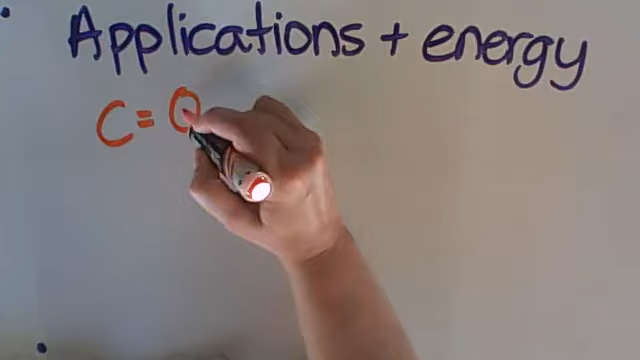 Applications + energy
C = Q